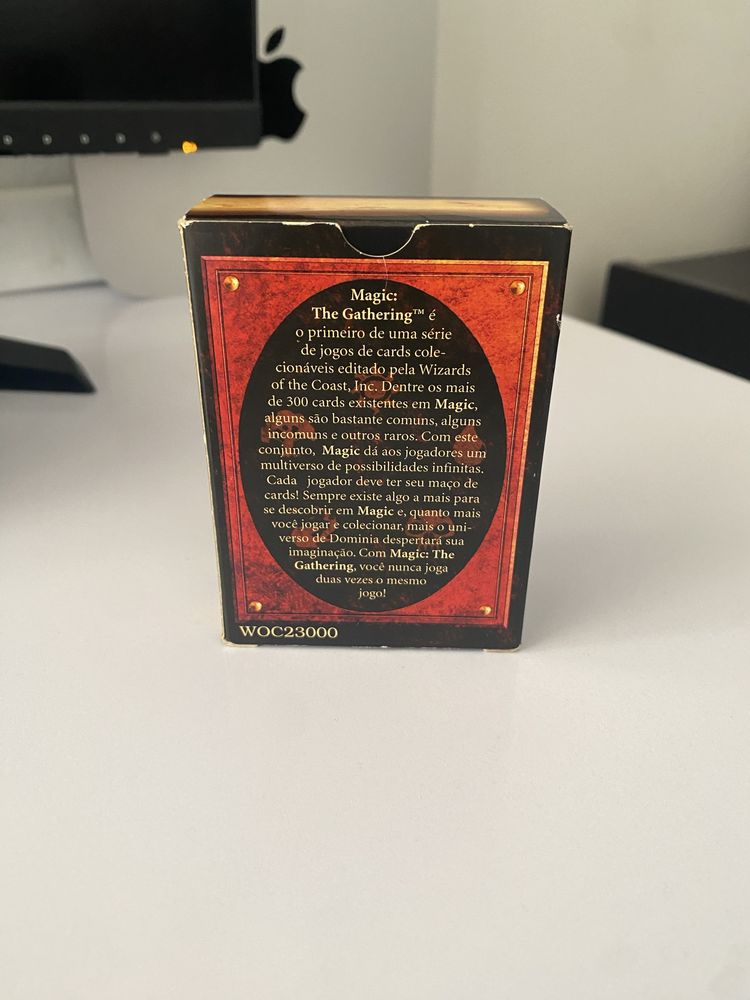 Magic:
The Gathering™ é
o primeiro de uma série
de jogos de cards cole-
cionáveis editado pela Wizards
of the Coast, Inc. Dentre os mais
de 300 cards existentes em Magic,
alguns são bastante comuns, alguns
incomuns e outros raros. Com este
conjunto, Magic dá aos jogadores um
multiverso de possibilidades infinitas.
Cada jogador deve ter seu maço de
cards! Sempre existe algo a mais para
se descobrir em Magic e, quanto mais
você jogar e colecionar, mais o uni-
verso de Dominia despertará sua
imaginação. Com Magic: The
Gathering, você nunca joga
duas vezes o mesmo
jogo!
WOC23000